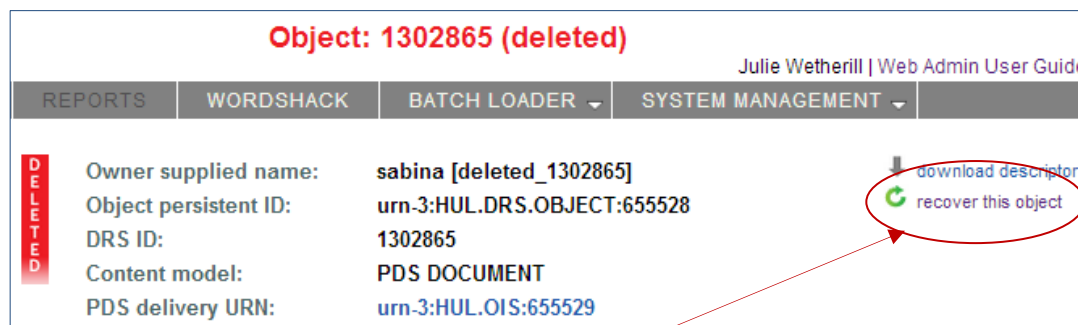 Object: 1302865 (deleted)
Julie Wetherill | Web Admin User Guide
REPORTS WORDSHACK BATCH LOADER SYSTEM MANAGEMENT
DELETED
Owner supplied name: sabina [deleted_1302865] download descriptor
Object persistent ID: urn-3:HUL.DRS.OBJECT:655528 recover this object
DRS ID: 1302865
Content model: PDS DOCUMENT
PDS delivery URN: urn-3:HUL.OIS:655529